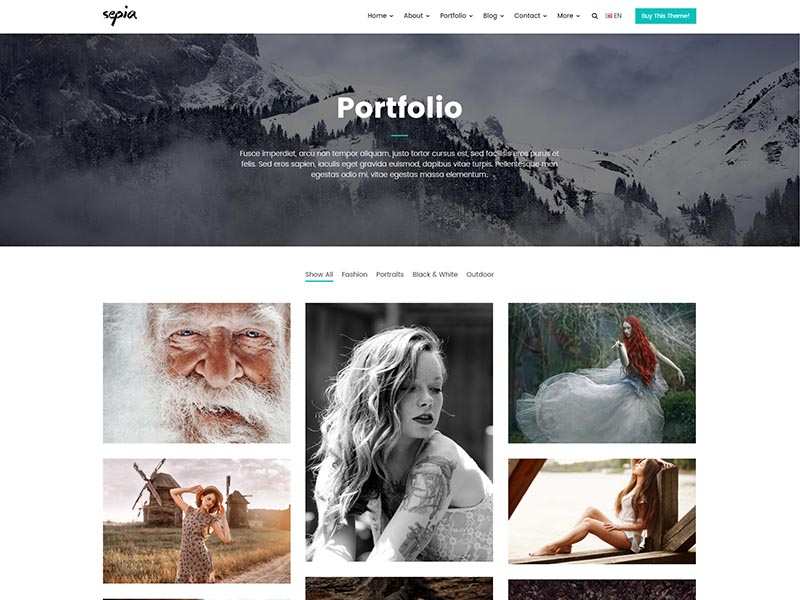 sepia
Home About Portfolio Blog Contact More EN Buy This Theme!
Portfolio
Fusce imperdiet, arcu non tempor aliquam, justo tortor cursus est, sed facilisis eros purus et
felis. Sed eros sapien, iaculis eget gravida euismod, dapibus vitae turpis. Pellentesque men
egestas odio mi, vitae egestas massa elementum.
Show All Fashion Portraits Black & White Outdoor